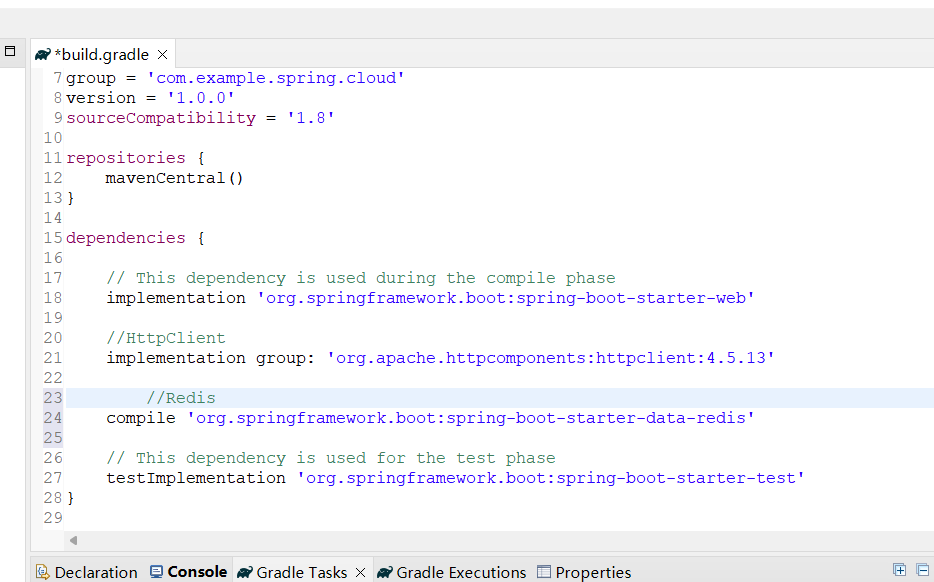 *build.gradle
7 group = 'com.example.spring.cloud'
8 version = '1.0.0'
9 sourceCompatibility = '1.8'
10
11 repositories {
12     mavenCentral()
13 }
14
15 dependencies {
16
17     // This dependency is used during the compile phase
18     implementation 'org.springframework.boot:spring-boot-starter-web'
19
20     //HttpClient
21     implementation group: 'org.apache.httpcomponents:httpclient:4.5.13'
22
23         //Redis
24     compile 'org.springframework.boot:spring-boot-starter-data-redis'
25
26     // This dependency is used for the test phase
27     testImplementation 'org.springframework.boot:spring-boot-starter-test'
28 }
29
Declaration Console Gradle Tasks Gradle Executions Properties